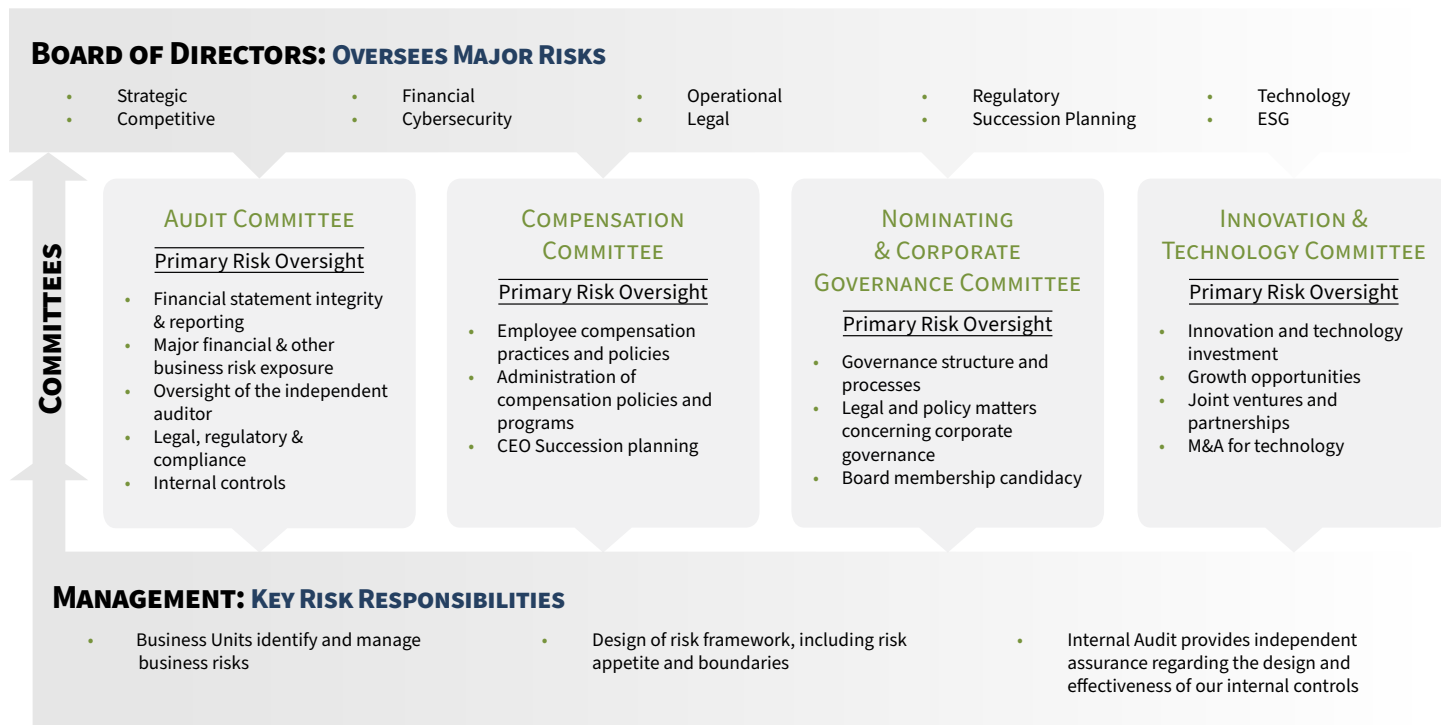 BOARD OF DIRECTORS: OVERSEES MAJOR RISKS
• Strategic
• Competitive
• Financial
• Cybersecurity
• Operational
• Legal
• Regulatory
• Succession Planning
• Technology
• ESG
COMMITTEES
AUDIT COMMITTEE
Primary Risk Oversight
• Financial statement integrity
& reporting
• Major financial & other
business risk exposure
• Oversight of the independent
auditor
• Legal, regulatory &
compliance
• Internal controls
COMPENSATION
COMMITTEE
Primary Risk Oversight
• Employee compensation
practices and policies
• Administration of
compensation policies and
programs
• CEO Succession planning
NOMINATING
& CORPORATE
GOVERNANCE COMMITTEE
Primary Risk Oversight
• Governance structure and
processes
• Legal and policy matters
concerning corporate
governance
• Board membership candidacy
INNOVATION &
TECHNOLOGY COMMITTEE
Primary Risk Oversight
• Innovation and technology
investment
• Growth opportunities
• Joint ventures and
partnerships
• M&A for technology
MANAGEMENT: KEY RISK RESPONSIBILITIES
• Business Units identify and manage
business risks
• Design of risk framework, including risk
appetite and boundaries
• Internal Audit provides independent
assurance regarding the design and
effectiveness of our internal controls